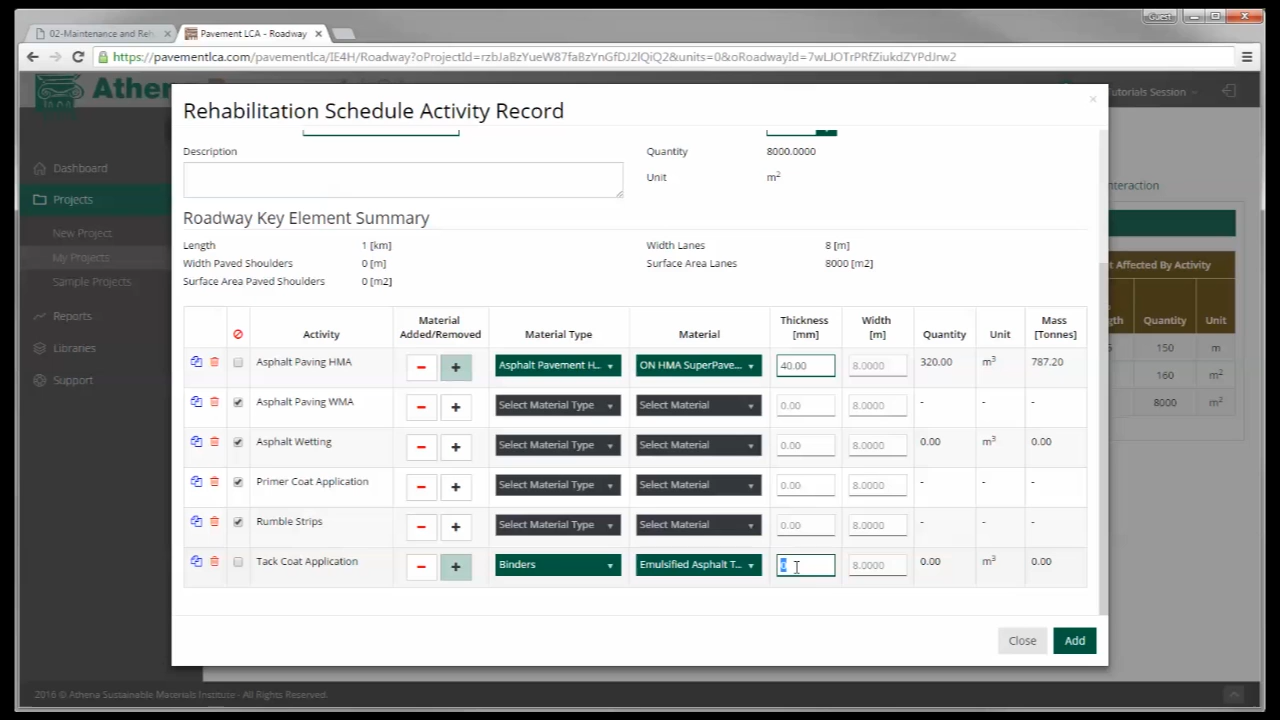 Guest
02-Maintenance and Reh
Pavement LCA - Roadway
https://pavementlca.com/pavementlca/IE4H/Roadway?oProjectId=rzbJaBzYueW87faBzYnGfDJ2lQiQ2&units=0&oRoadwayId=7wLJOTrPRfZiukdZYPdJrw2
Athen
Tutorials Session
Dashboard
Projects
New Project
My Projects
Sample Projects
Reports
Libraries
Support
Rehabilitation Schedule Activity Record
Description
Quantity 8000.0000
Unit m²
Roadway Key Element Summary
Length 1 [km] Width Lanes 8 [m]
Width Paved Shoulders 0 [m] Surface Area Lanes 8000 [m2]
Surface Area Paved Shoulders 0 [m2]
Activity Material Added/Removed Material Type Material Thickness [mm] Width [m] Quantity Unit Mass [Tonnes]
Asphalt Paving HMA - + Asphalt Pavement H... ON HMA SuperPave... 40.00 8.0000 320.00 m³ 787.20
Asphalt Paving WMA - + Select Material Type Select Material 0.00 8.0000 - - -
Asphalt Wetting - + Select Material Type Select Material 0.00 8.0000 0.00 m³ 0.00
Primer Coat Application - + Select Material Type Select Material 0.00 8.0000 - - -
Rumble Strips - + Select Material Type Select Material 0.00 8.0000 - - -
Tack Coat Application - + Binders Emulsified Asphalt T... 0 8.0000 0.00 m³ 0.00
Close Add
nteraction
t Affected By Activity
gth Quantity Unit
5 150 m
160 m²
8000 m²
2016 © Athena Sustainable Materials Institute - All Rights Reserved.